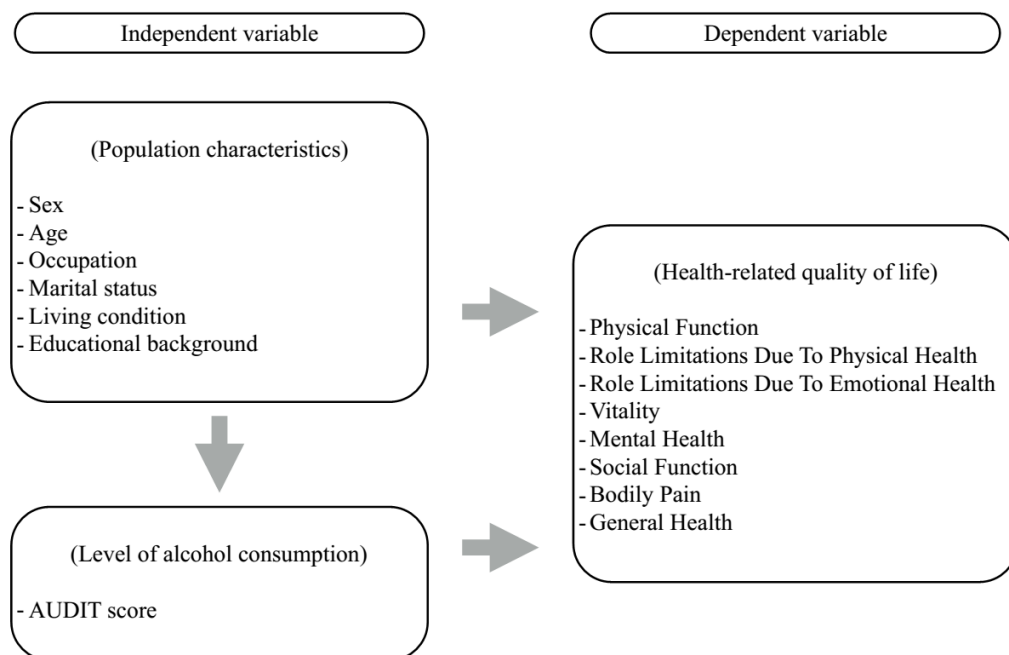 Independent variable
Dependent variable
(Population characteristics)
- Sex
- Age
- Occupation
- Marital status
- Living condition
- Educational background
(Level of alcohol consumption)
- AUDIT score
(Health-related quality of life)
- Physical Function
- Role Limitations Due To Physical Health
- Role Limitations Due To Emotional Health
- Vitality
- Mental Health
- Social Function
- Bodily Pain
- General Health